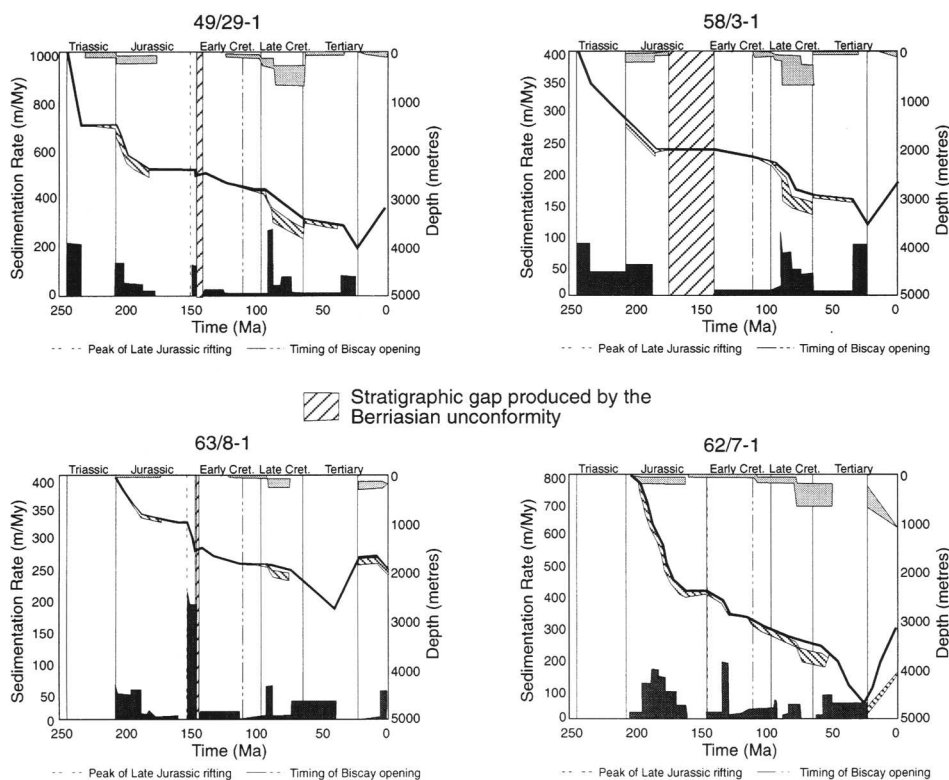 49/29-1
Triassic Jurassic Early Cret. Late Cret. Tertiary
Sedimentation Rate (m/My)
1000
800
600
400
200
0
0
1000
2000
3000
4000
5000
Depth (metres)
250 200 150 100 50 0
Time (Ma)
Peak of Late Jurassic rifting Timing of Biscay opening
58/3-1
Triassic Jurassic Early Cret. Late Cret. Tertiary
Sedimentation Rate (m/My)
400
350
300
250
200
150
100
50
0
0
1000
2000
3000
4000
5000
Depth (metres)
250 200 150 100 50 0
Time (Ma)
Peak of Late Jurassic rifting Timing of Biscay opening
Stratigraphic gap produced by the
Berriasian unconformity
63/8-1
Triassic Jurassic Early Cret. Late Cret. Tertiary
Sedimentation Rate (m/My)
400
350
300
250
200
150
100
50
0
0
1000
2000
3000
4000
5000
Depth (metres)
250 200 150 100 50 0
Time (Ma)
Peak of Late Jurassic rifting Timing of Biscay opening
62/7-1
Triassic Jurassic Early Cret. Late Cret. Tertiary
Sedimentation Rate (m/My)
800
700
600
500
400
300
200
100
0
0
1000
2000
3000
4000
5000
Depth (metres)
250 200 150 100 50 0
Time (Ma)
Peak of Late Jurassic rifting Timing of Biscay opening